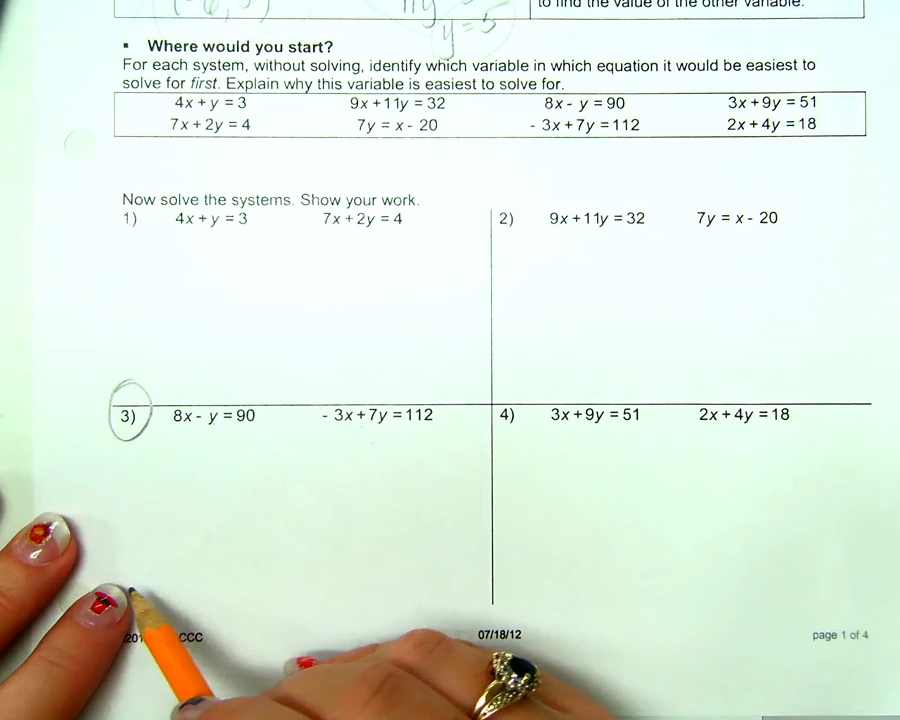 to find the value of the other variable.
y = 5
▪ Where would you start?
For each system, without solving, identify which variable in which equation it would be easiest to
solve for first. Explain why this variable is easiest to solve for.
4x + y = 3 9x + 11y = 32 8x - y = 90 3x + 9y = 51
7x + 2y = 4 7y = x - 20 - 3x + 7y = 112 2x + 4y = 18
Now solve the systems. Show your work.
1) 4x + y = 3 7x + 2y = 4 2) 9x + 11y = 32 7y = x - 20
3) 8x - y = 90 - 3x + 7y = 112 4) 3x + 9y = 51 2x + 4y = 18
CCC 07/18/12 page 1 of 4